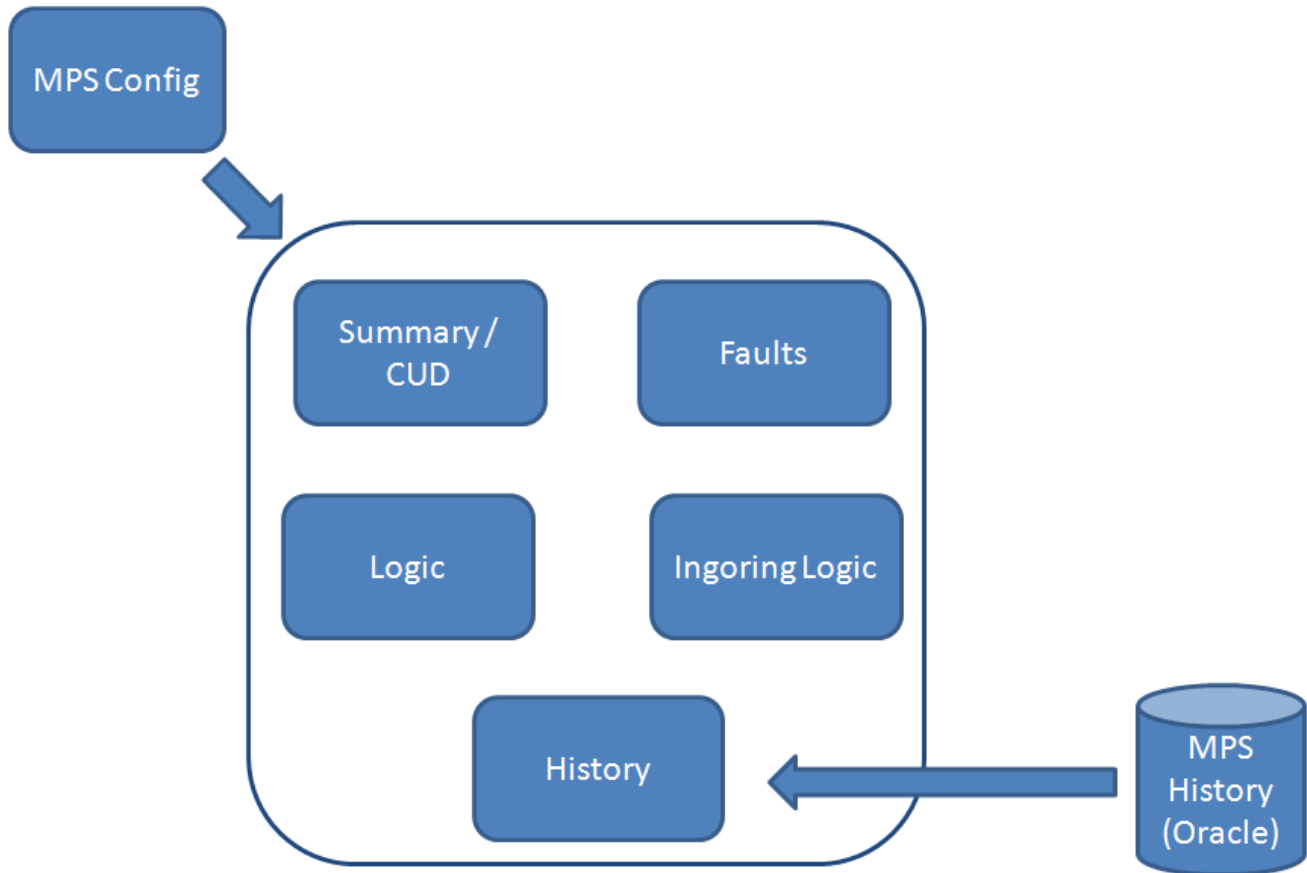 MPS Config
Summary /
CUD
Faults
Logic
Ingoring Logic
History
MPS
History
(Oracle)